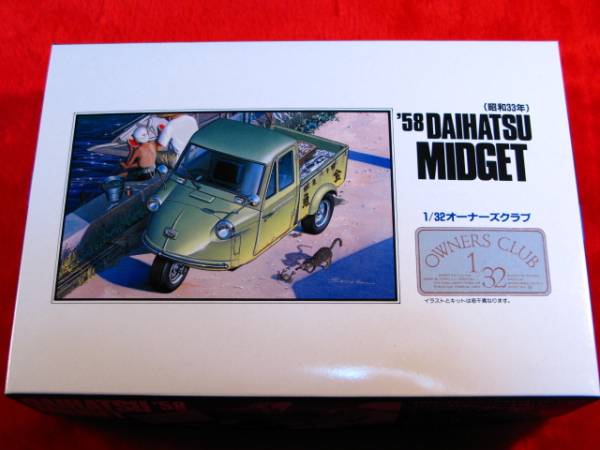 (昭和33年)
'58 DAIHATSU
MIDGET
1/32オーナーズクラブ
OWNERS CLUB
1/32
イラストとキットは若干異なります。
DAIHATSU '58